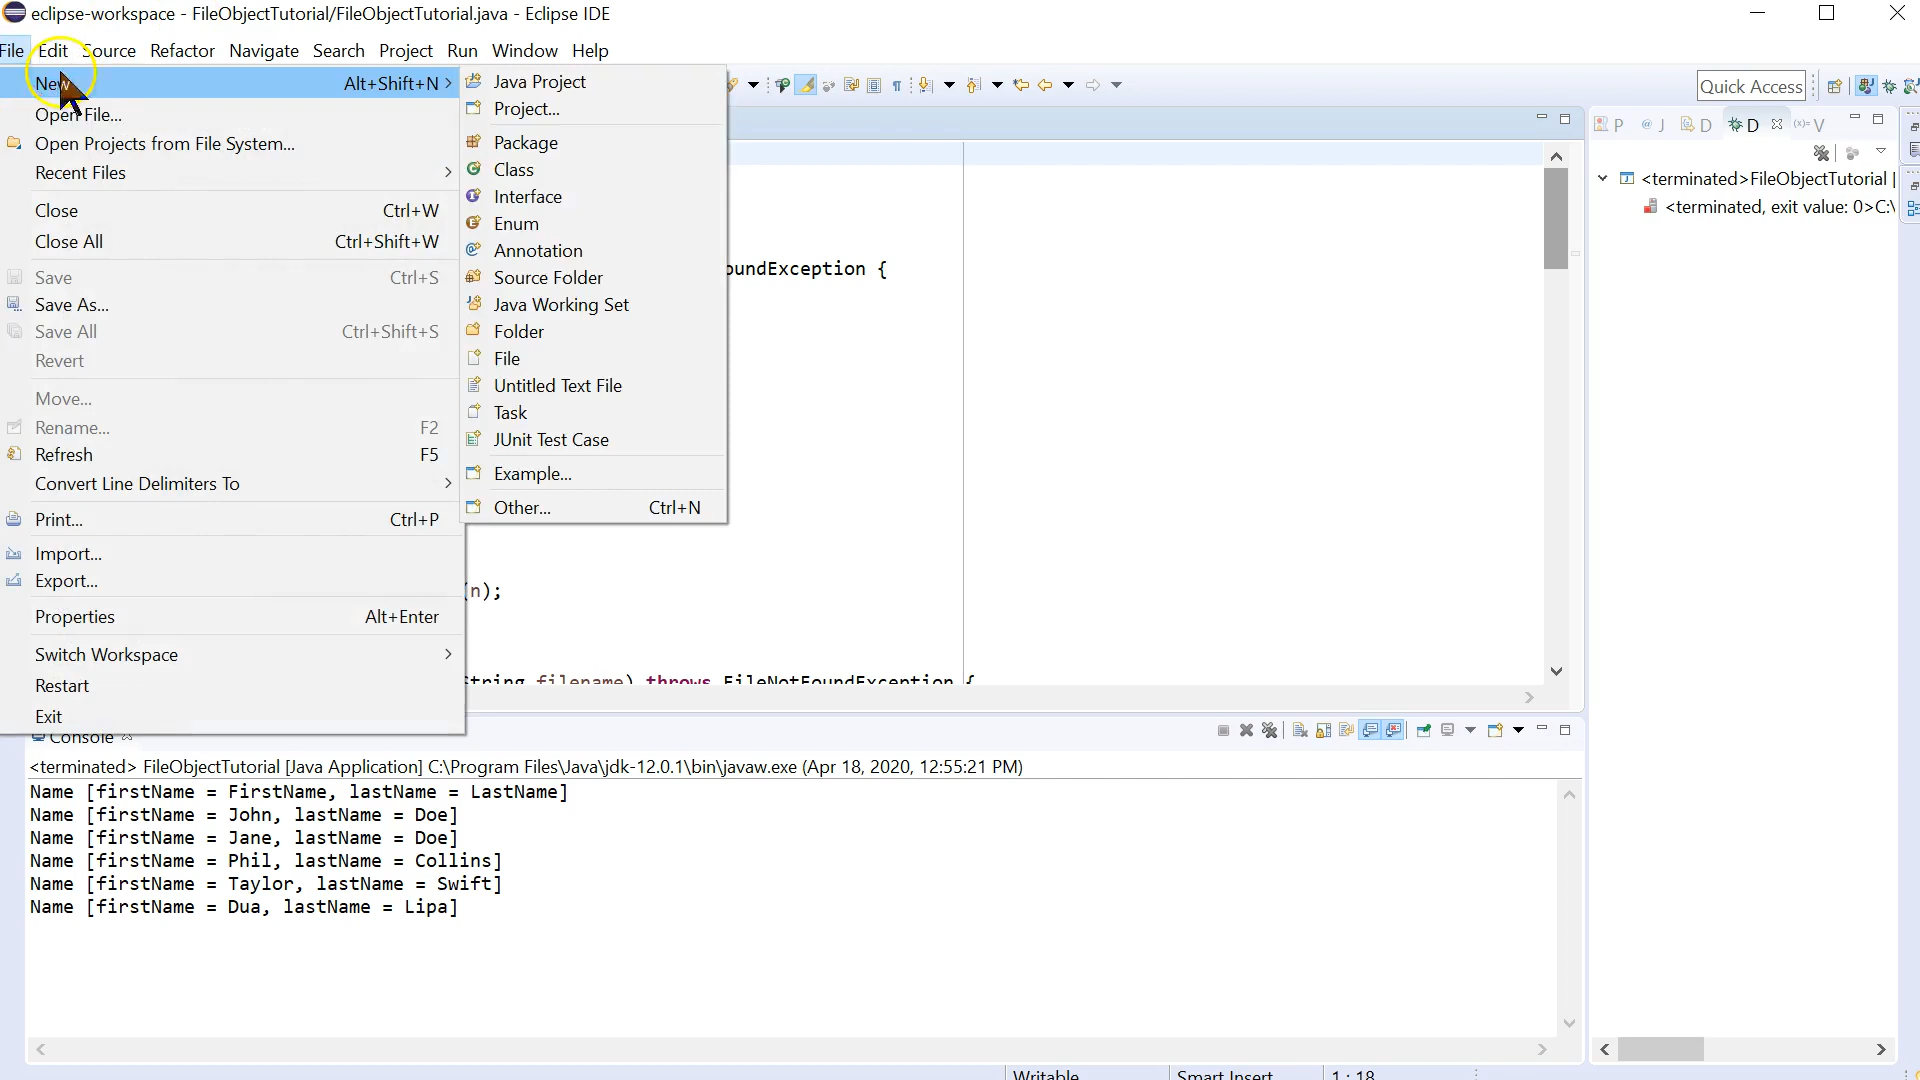 eclipse-workspace - FileObjectTutorial/FileObjectTutorial.java - Eclipse IDE
File Edit Source Refactor Navigate Search Project Run Window Help
New Alt+Shift+N
Open File...
Open Projects from File System...
Recent Files
Close Ctrl+W
Close All Ctrl+Shift+W
Save Ctrl+S
Save As...
Save All Ctrl+Shift+S
Revert
Move...
Rename... F2
Refresh F5
Convert Line Delimiters To
Print... Ctrl+P
Import...
Export...
Properties Alt+Enter
Switch Workspace
Restart
Exit
Java Project
Project...
Package
Class
Interface
Enum
Annotation
Source Folder
Java Working Set
Folder
File
Untitled Text File
Task
JUnit Test Case
Example...
Other... Ctrl+N
Quick Access
P J D D V
<terminated>FileObjectTutorial
<terminated, exit value: 0>C:\
oundException {
(n);
String filename) throws FileNotFoundException {
Console
<terminated> FileObjectTutorial [Java Application] C:\Program Files\Java\jdk-12.0.1\bin\javaw.exe (Apr 18, 2020, 12:55:21 PM)
Name [firstName = FirstName, lastName = LastName]
Name [firstName = John, lastName = Doe]
Name [firstName = Jane, lastName = Doe]
Name [firstName = Phil, lastName = Collins]
Name [firstName = Taylor, lastName = Swift]
Name [firstName = Dua, lastName = Lipa]
Writable Smart Insert 1 : 18